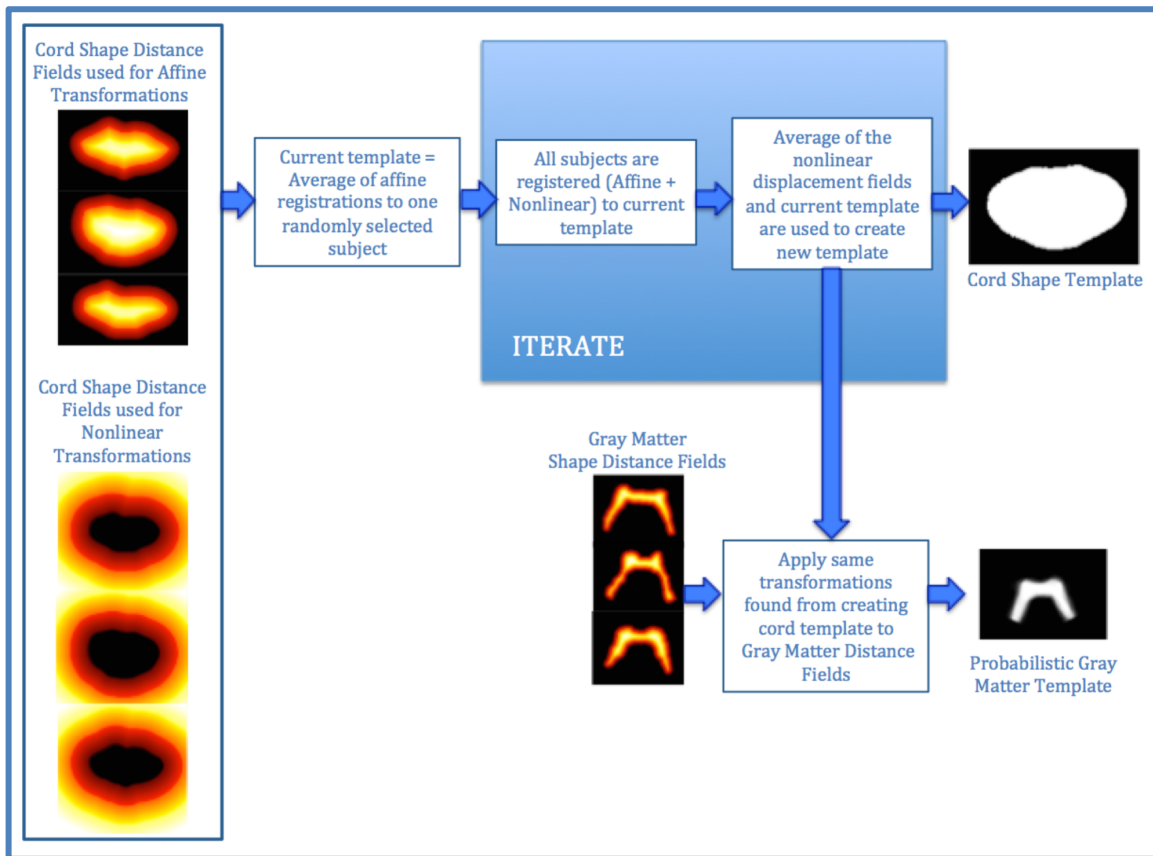 Cord Shape Distance
Fields used for Affine
Transformations
Current template =
Average of affine
registrations to one
randomly selected
subject
All subjects are
registered (Affine +
Nonlinear) to current
template
Average of the
nonlinear
displacement fields
and current template
are used to create
new template
Cord Shape Template
ITERATE
Cord Shape Distance
Fields used for
Nonlinear
Transformations
Gray Matter
Shape Distance Fields
Apply same
transformations
found from creating
cord template to
Gray Matter Distance
Fields
Probabilistic Gray
Matter Template